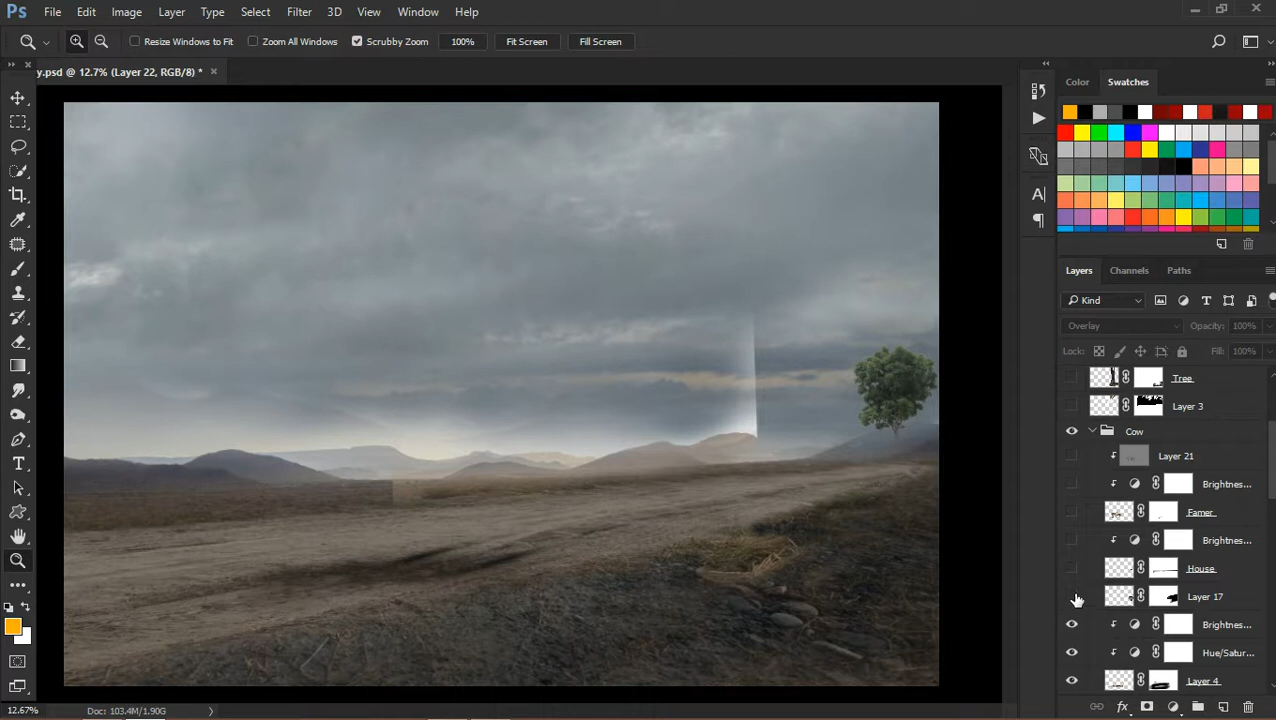 Ps File Edit Image Layer Type Select Filter 3D View Window Help
Resize Windows to Fit Zoom All Windows Scrubby Zoom 100% Fit Screen Fill Screen
y.psd @ 12.7% (Layer 22, RGB/8) * ×
Color Swatches
Layers Channels Paths
Kind
Overlay Opacity: 100%
Lock: Fill: 100%
Tree
Layer 3
Cow
Layer 21
Brightnes...
Famer
Brightnes...
House
Layer 17
Brightnes...
Hue/Satur...
Layer 4
12.67% Doc: 103.4M/1.90G